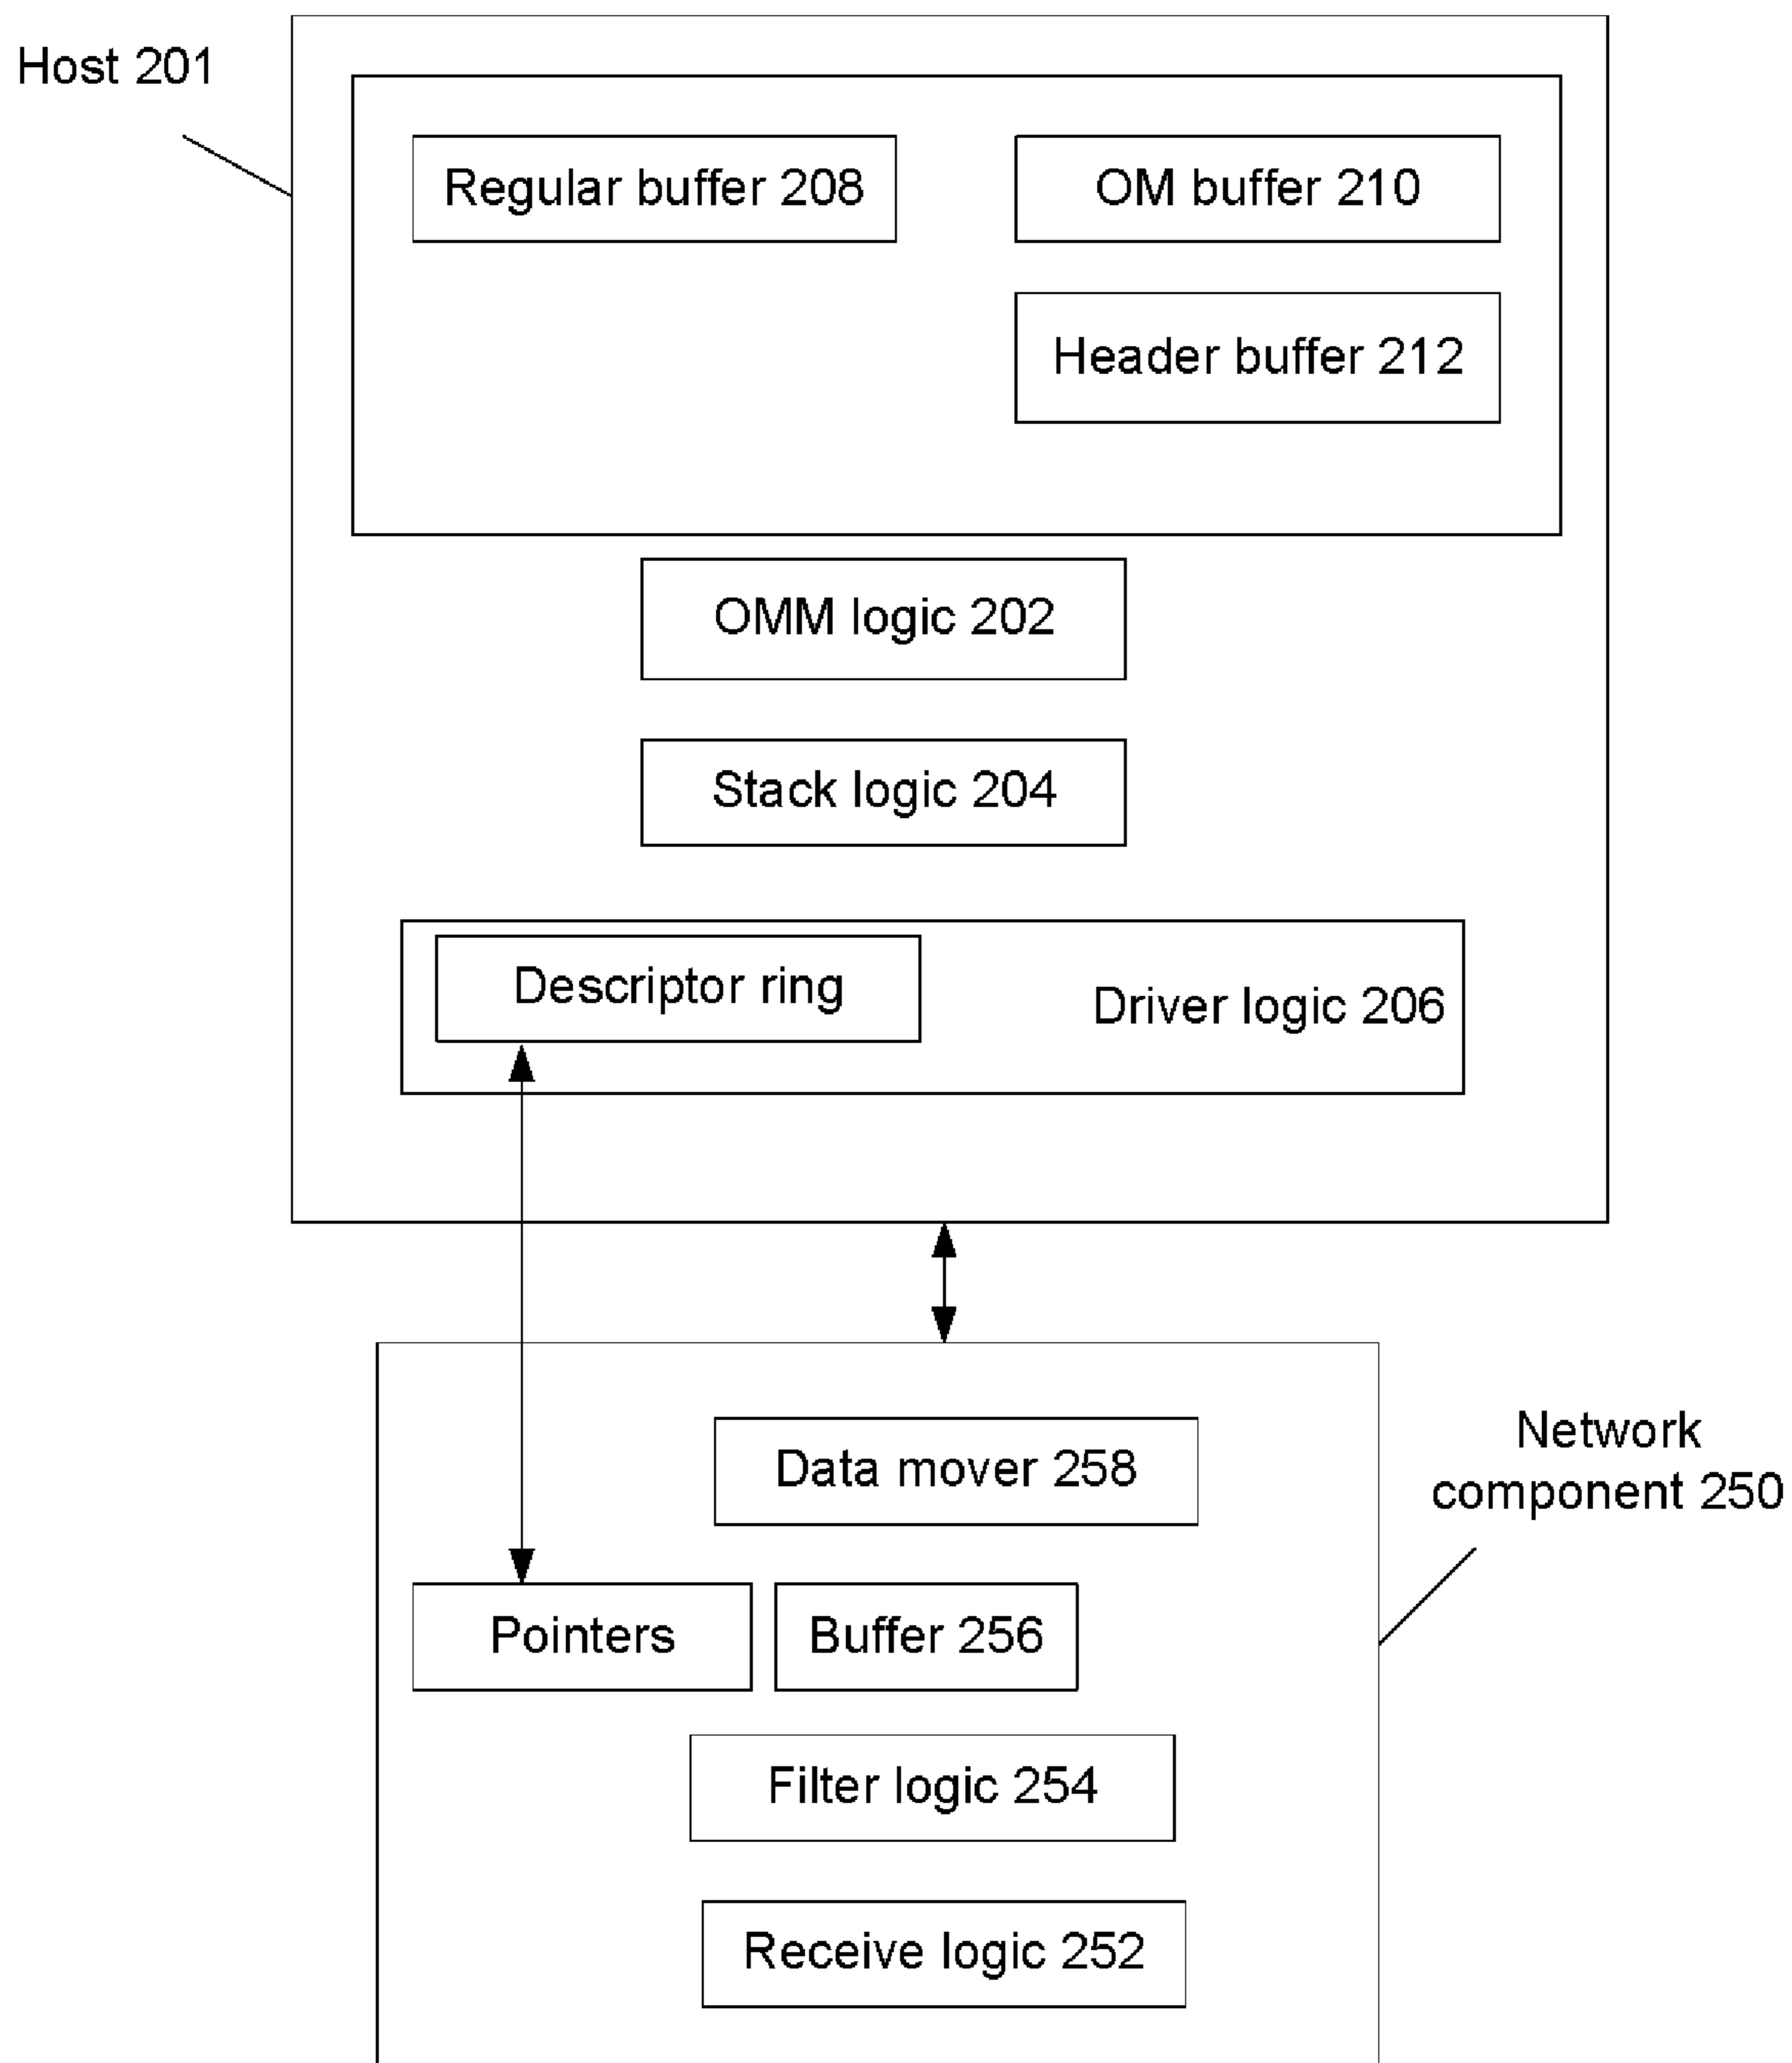 Host 201
Regular buffer 208
OM buffer 210
Header buffer 212
OMM logic 202
Stack logic 204
Descriptor ring
Driver logic 206
Data mover 258
Network
component 250
Pointers
Buffer 256
Filter logic 254
Receive logic 252